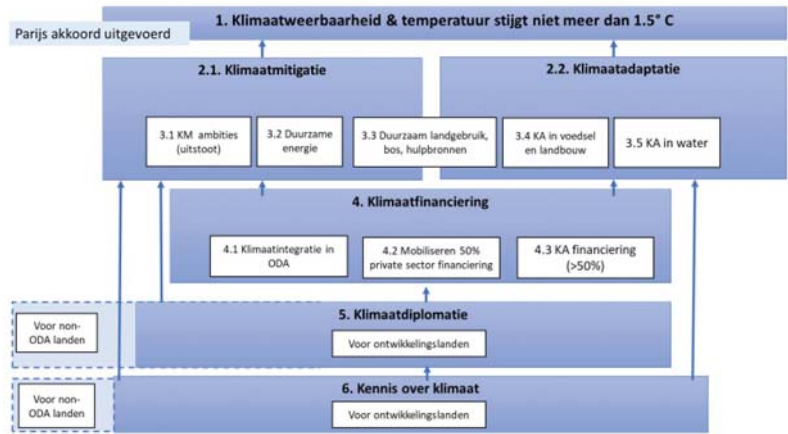 1. Klimaatweerbaarheid & temperatuur stijgt niet meer dan 1.5° C
Parijs akkoord uitgevoerd
2.1. Klimaatmitigatie
2.2. Klimaatadaptatie
3.1 KM ambities
(uitstoot)
3.2 Duurzame
energie
3.3 Duurzaam landgebruik,
bos, hulpbronnen
3.4 KA in voedsel
en landbouw
3.5 KA in water
4. Klimaatfinanciering
4.1 Klimaatintegratie in
ODA
4.2 Mobiliseren 50%
private sector financiering
4.3 KA financiering
(>50%)
5. Klimaatdiplomatie
Voor non-
ODA landen
Voor ontwikkelingslanden
6. Kennis over klimaat
Voor non-
ODA landen
Voor ontwikkelingslanden